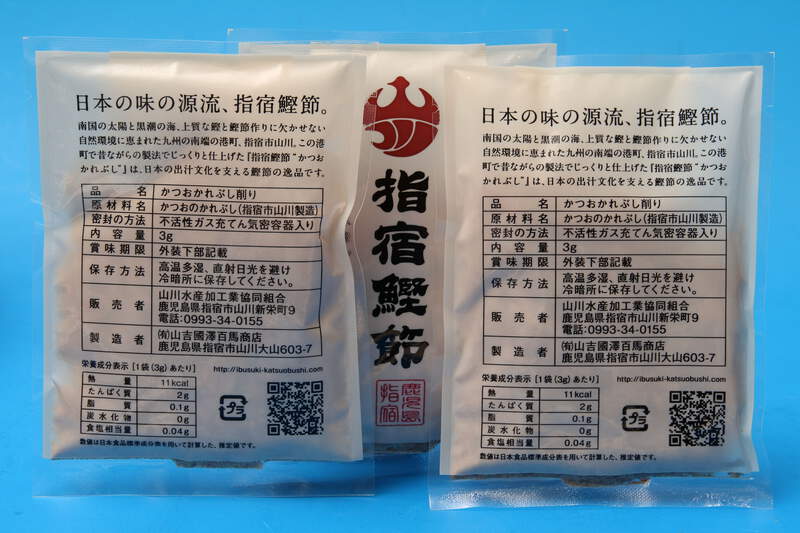 日本の味の源流、指宿鰹節。
南国の太陽と黒潮の海、上質な鰹と鰹節作りに欠かせない
自然環境に恵まれた九州の南端の港町、指宿市山川。この港
町で昔ながらの製法でじっくりと仕上げた『指宿鰹節"かつお
かれぶし"』は、日本の出汁文化を支える鰹節の逸品です。
品名 かつおかれぶし削り
原材料名 かつおのかれぶし(指宿市山川製造)
密封の方法 不活性ガス充てん気密容器入り
内容量 3g
賞味期限 外装下部記載
保存方法 高温多湿、直射日光を避け
冷暗所に保存してください。
販売者 山川水産加工業協同組合
鹿児島県指宿市山川新栄町9
電話:0993-34-0155
製造者 ㈲山吉國澤百馬商店
鹿児島県指宿市山川大山603-7
栄養成分表示 [1袋(3g)あたり]
http://ibusuki-katsuobushi.com/
熱量 11kcal
たんぱく質 2g
脂質 0.1g
炭水化物 0g
食塩相当量 0.04g
プラ
数値は日本食品標準成分表を用いて計算した、推定値です。
指宿鰹節
鹿児島
指宿
日本の味の源流、指宿鰹節。
南国の太陽と黒潮の海、上質な鰹と鰹節作りに欠かせない
自然環境に恵まれた九州の南端の港町、指宿市山川。この港
町で昔ながらの製法でじっくりと仕上げた『指宿鰹節"かつお
かれぶし"』は、日本の出汁文化を支える鰹節の逸品です。
品名 かつおかれぶし削り
原材料名 かつおのかれぶし(指宿市山川製造)
密封の方法 不活性ガス充てん気密容器入り
内容量 3g
賞味期限 外装下部記載
保存方法 高温多湿、直射日光を避け
冷暗所に保存してください。
販売者 山川水産加工業協同組合
鹿児島県指宿市山川新栄町9
電話:0993-34-0155
製造者 ㈲山吉國澤百馬商店
鹿児島県指宿市山川大山603-7
栄養成分表示 [1袋(3g)あたり]
http://ibusuki-katsuobushi.com/
熱量 11kcal
たんぱく質 2g
脂質 0.1g
炭水化物 0g
食塩相当量 0.04g
プラ
数値は日本食品標準成分表を用いて計算した、推定値です。